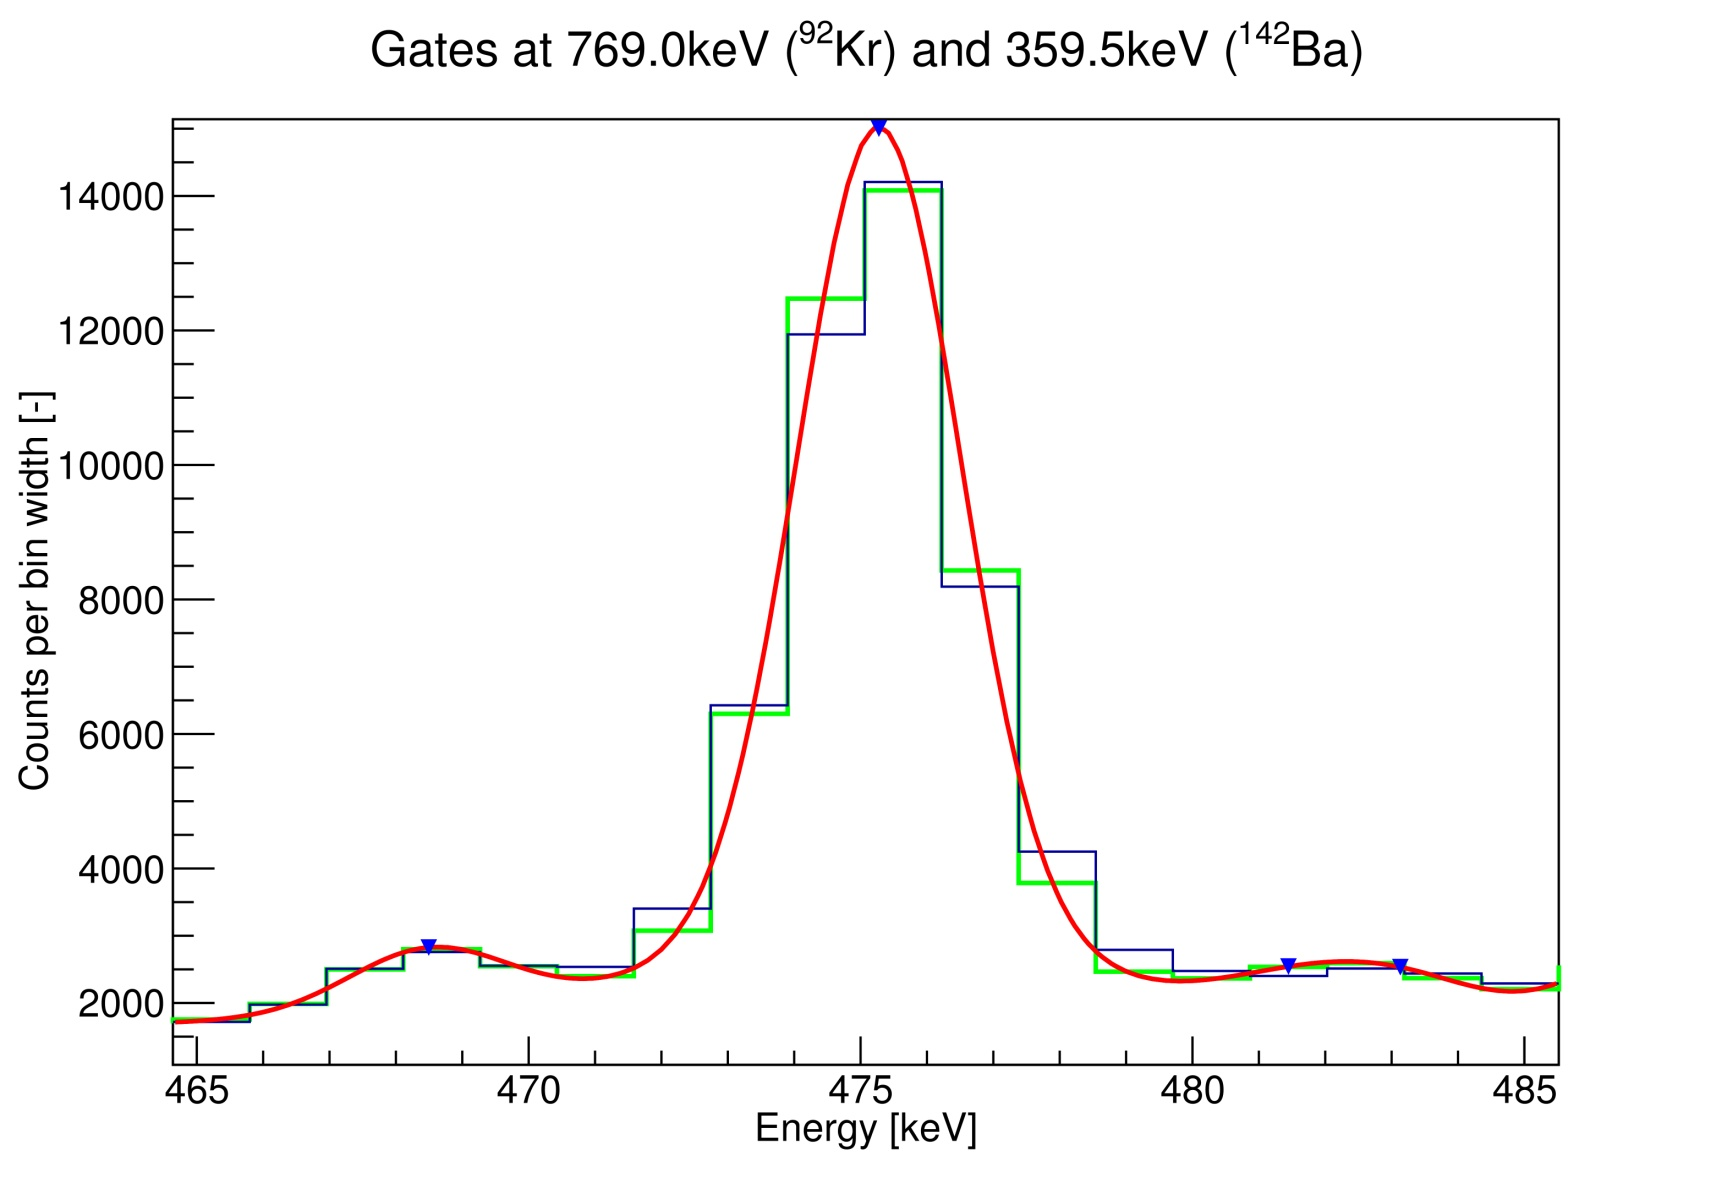 Gates at 769.0keV (⁹²Kr) and 359.5keV (¹⁴²Ba)
Counts per bin width [-]
14000
12000
10000
8000
6000
4000
2000
465 470 475 480 485
Energy [keV]